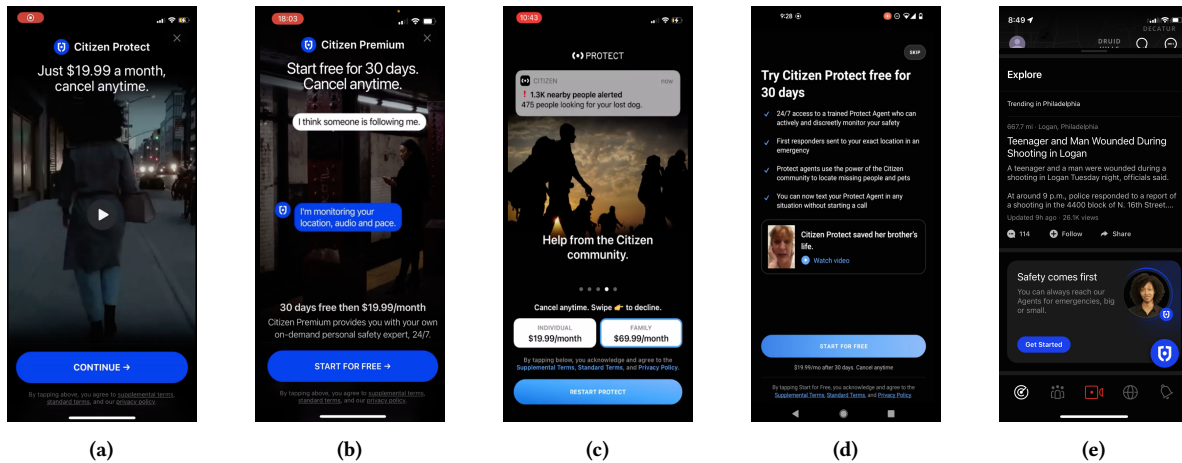 Citizen Protect
Just $19.99 a month,
cancel anytime.
CONTINUE →
By tapping above, you agree to supplemental terms,
standard terms, and our privacy policy.
(a)
18:03
Citizen Premium
Start free for 30 days.
Cancel anytime.
I think someone is following me.
I'm monitoring your
location, audio and pace.
30 days free then $19.99/month
Citizen Premium provides you with your own
on-demand personal safety expert, 24/7.
START FOR FREE →
By tapping above, you agree to supplemental terms,
standard terms, and our privacy policy.
(b)
10:43
PROTECT
CITIZEN
now
❗ 1.3K nearby people alerted
475 people looking for your lost dog.
Help from the Citizen
community.
Cancel anytime. Swipe 👉 to decline.
INDIVIDUAL
$19.99/month
FAMILY
$69.99/month
By tapping below, you acknowledge and agree to the
Supplemental Terms, Standard Terms, and Privacy Policy.
RESTART PROTECT
(c)
9:28
SKIP
Try Citizen Protect free for
30 days
24/7 access to a trained Protect Agent who can
actively and discreetly monitor your safety
First responders sent to your exact location in an
emergency
Protect agents use the power of the Citizen
community to locate missing people and pets
You can now text your Protect Agent in any
situation without starting a call
Citizen Protect saved her brother's
life.
Watch video
START FOR FREE
$19.99/mo after 30 days. Cancel anytime
By tapping Start for Free, you acknowledge and agree to the
Supplemental Terms, Standard Terms, and Privacy Policy
(d)
8:49
DECATUR
DRUID
Explore
Trending in Philadelphia
667.7 mi · Logan, Philadelphia
Teenager and Man Wounded During
Shooting in Logan
A teenager and a man were wounded during a
shooting in Logan Tuesday night, officials said.
At around 9 p.m., police responded to a report of
a shooting in the 4400 block of N. 16th Street....
Updated 9h ago · 26.1K views
114
Follow
Share
Safety comes first
You can always reach our
Agents for emergencies, big
or small.
Get Started
(e)